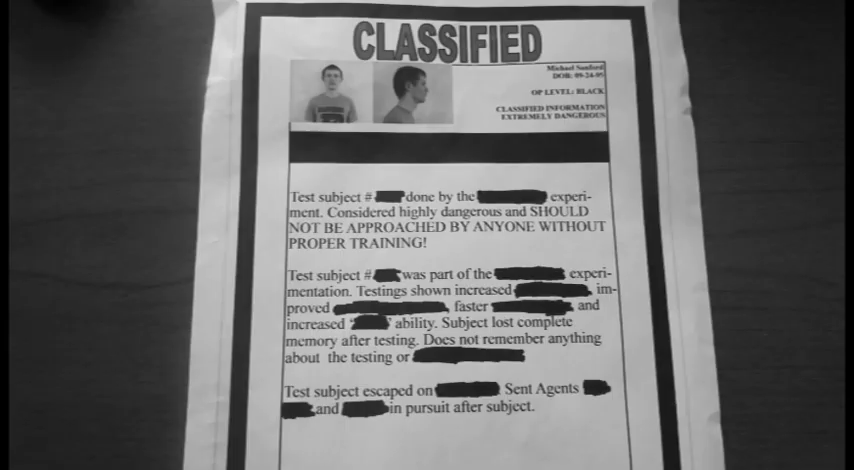 CLASSIFIED
Michael Sanford
DOB: 09-24-95
OP LEVEL: BLACK
CLASSIFIED INFORMATION
EXTREMELY DANGEROUS
Test subject # done by the experi-
ment. Considered highly dangerous and SHOULD
NOT BE APPROACHED BY ANYONE WITHOUT
PROPER TRAINING!
Test subject # was part of the experi-
mentation. Testings shown increased , im-
proved , faster , and
increased ‘ ’ ability. Subject lost complete
memory after testing. Does not remember anything
about the testing or
Test subject escaped on . Sent Agents
and in pursuit after subject.